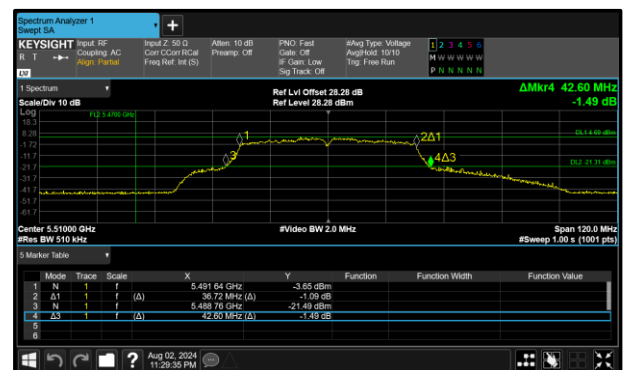 Spectrum Analyzer 1
Swept SA
+
KEYSIGHT Input: RF Input Z: 50 Ω Atten: 10 dB PNO: Fast #Avg Type: Voltage 1 2 3 4 5 6
R T Coupling: AC Corr CCorr RCal Preamp: Off Gate: Off Avg|Hold: 10/10 M W W W W W
Align: Partial Freq Ref: Int (S) IF Gain: Low Trig: Free Run
LXI Sig Track: Off P N N N N N
1 Spectrum Ref Lvl Offset 28.28 dB ΔMkr4 42.60 MHz
Scale/Div 10 dB Ref Level 28.28 dBm -1.49 dB
Log FL2 5.4700 GHz
18.3
8.28 1 2Δ1 DL1 4.69 dBm
-1.72
-11.7 3 4Δ3 DL2 -21.31 dBm
-21.7
-31.7
-41.7
-51.7
-61.7
Center 5.51000 GHz #Video BW 2.0 MHz Span 120.0 MHz
#Res BW 510 kHz #Sweep 1.00 s (1001 pts)
5 Marker Table
Mode Trace Scale X Y Function Function Width Function Value
1 N 1 f 5.491 64 GHz -3.65 dBm
2 Δ1 1 f (Δ) 36.72 MHz (Δ) -1.09 dB
3 N 1 f 5.488 76 GHz -21.49 dBm
4 Δ3 1 f (Δ) 42.60 MHz (Δ) -1.49 dB
5
6
? Aug 02, 2024
11:29:35 PM